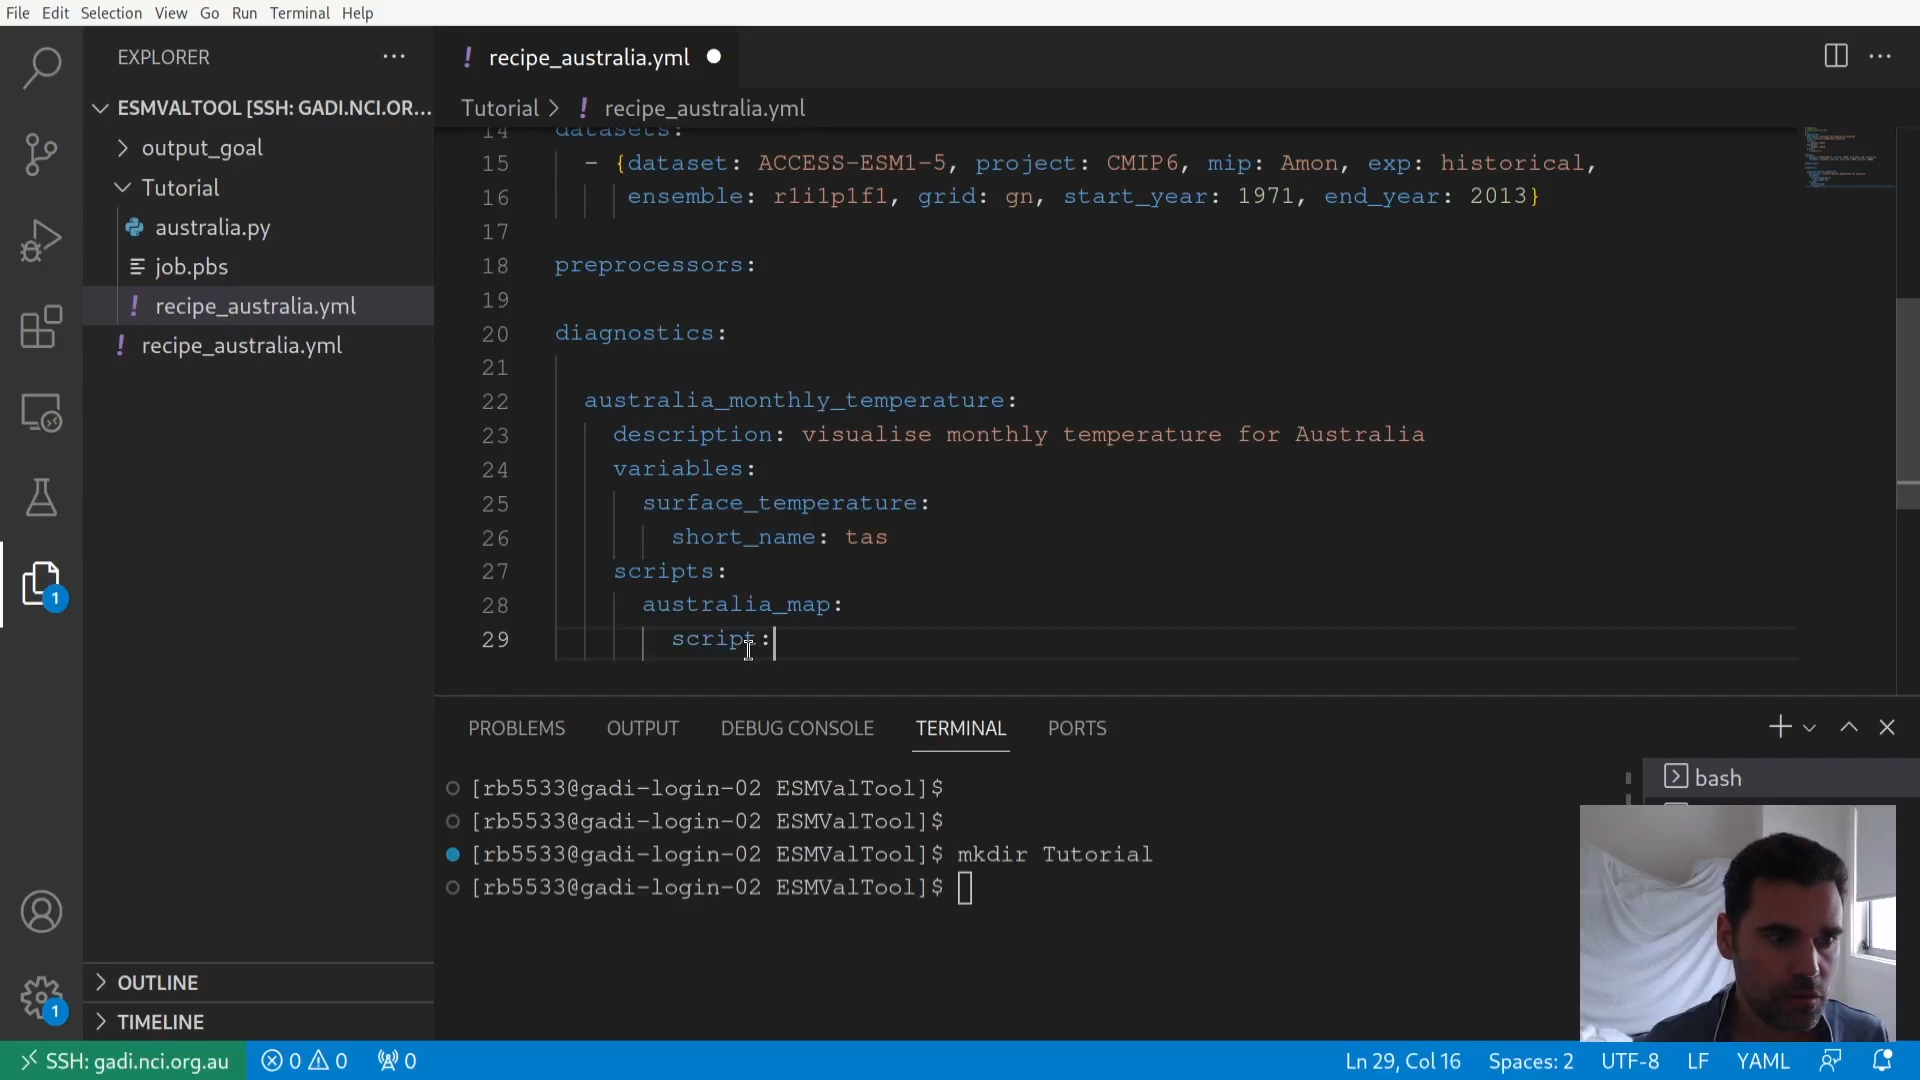 File Edit Selection View Go Run Terminal Help
EXPLORER
ESMVALTOOL [SSH: GADI.NCI.OR...
output_goal
Tutorial
australia.py
job.pbs
recipe_australia.yml
recipe_australia.yml
OUTLINE
TIMELINE
1
1
! recipe_australia.yml
Tutorial > ! recipe_australia.yml
14 datasets:
15 - {dataset: ACCESS-ESM1-5, project: CMIP6, mip: Amon, exp: historical,
16 ensemble: r1i1p1f1, grid: gn, start_year: 1971, end_year: 2013}
17
18 preprocessors:
19
20 diagnostics:
21
22 australia_monthly_temperature:
23 description: visualise monthly temperature for Australia
24 variables:
25 surface_temperature:
26 short_name: tas
27 scripts:
28 australia_map:
29 script:
PROBLEMS OUTPUT DEBUG CONSOLE TERMINAL PORTS
[rb5533@gadi-login-02 ESMValTool]$
[rb5533@gadi-login-02 ESMValTool]$
[rb5533@gadi-login-02 ESMValTool]$ mkdir Tutorial
[rb5533@gadi-login-02 ESMValTool]$
bash
SSH: gadi.nci.org.au 0 0 0 Ln 29, Col 16 Spaces: 2 UTF-8 LF YAML